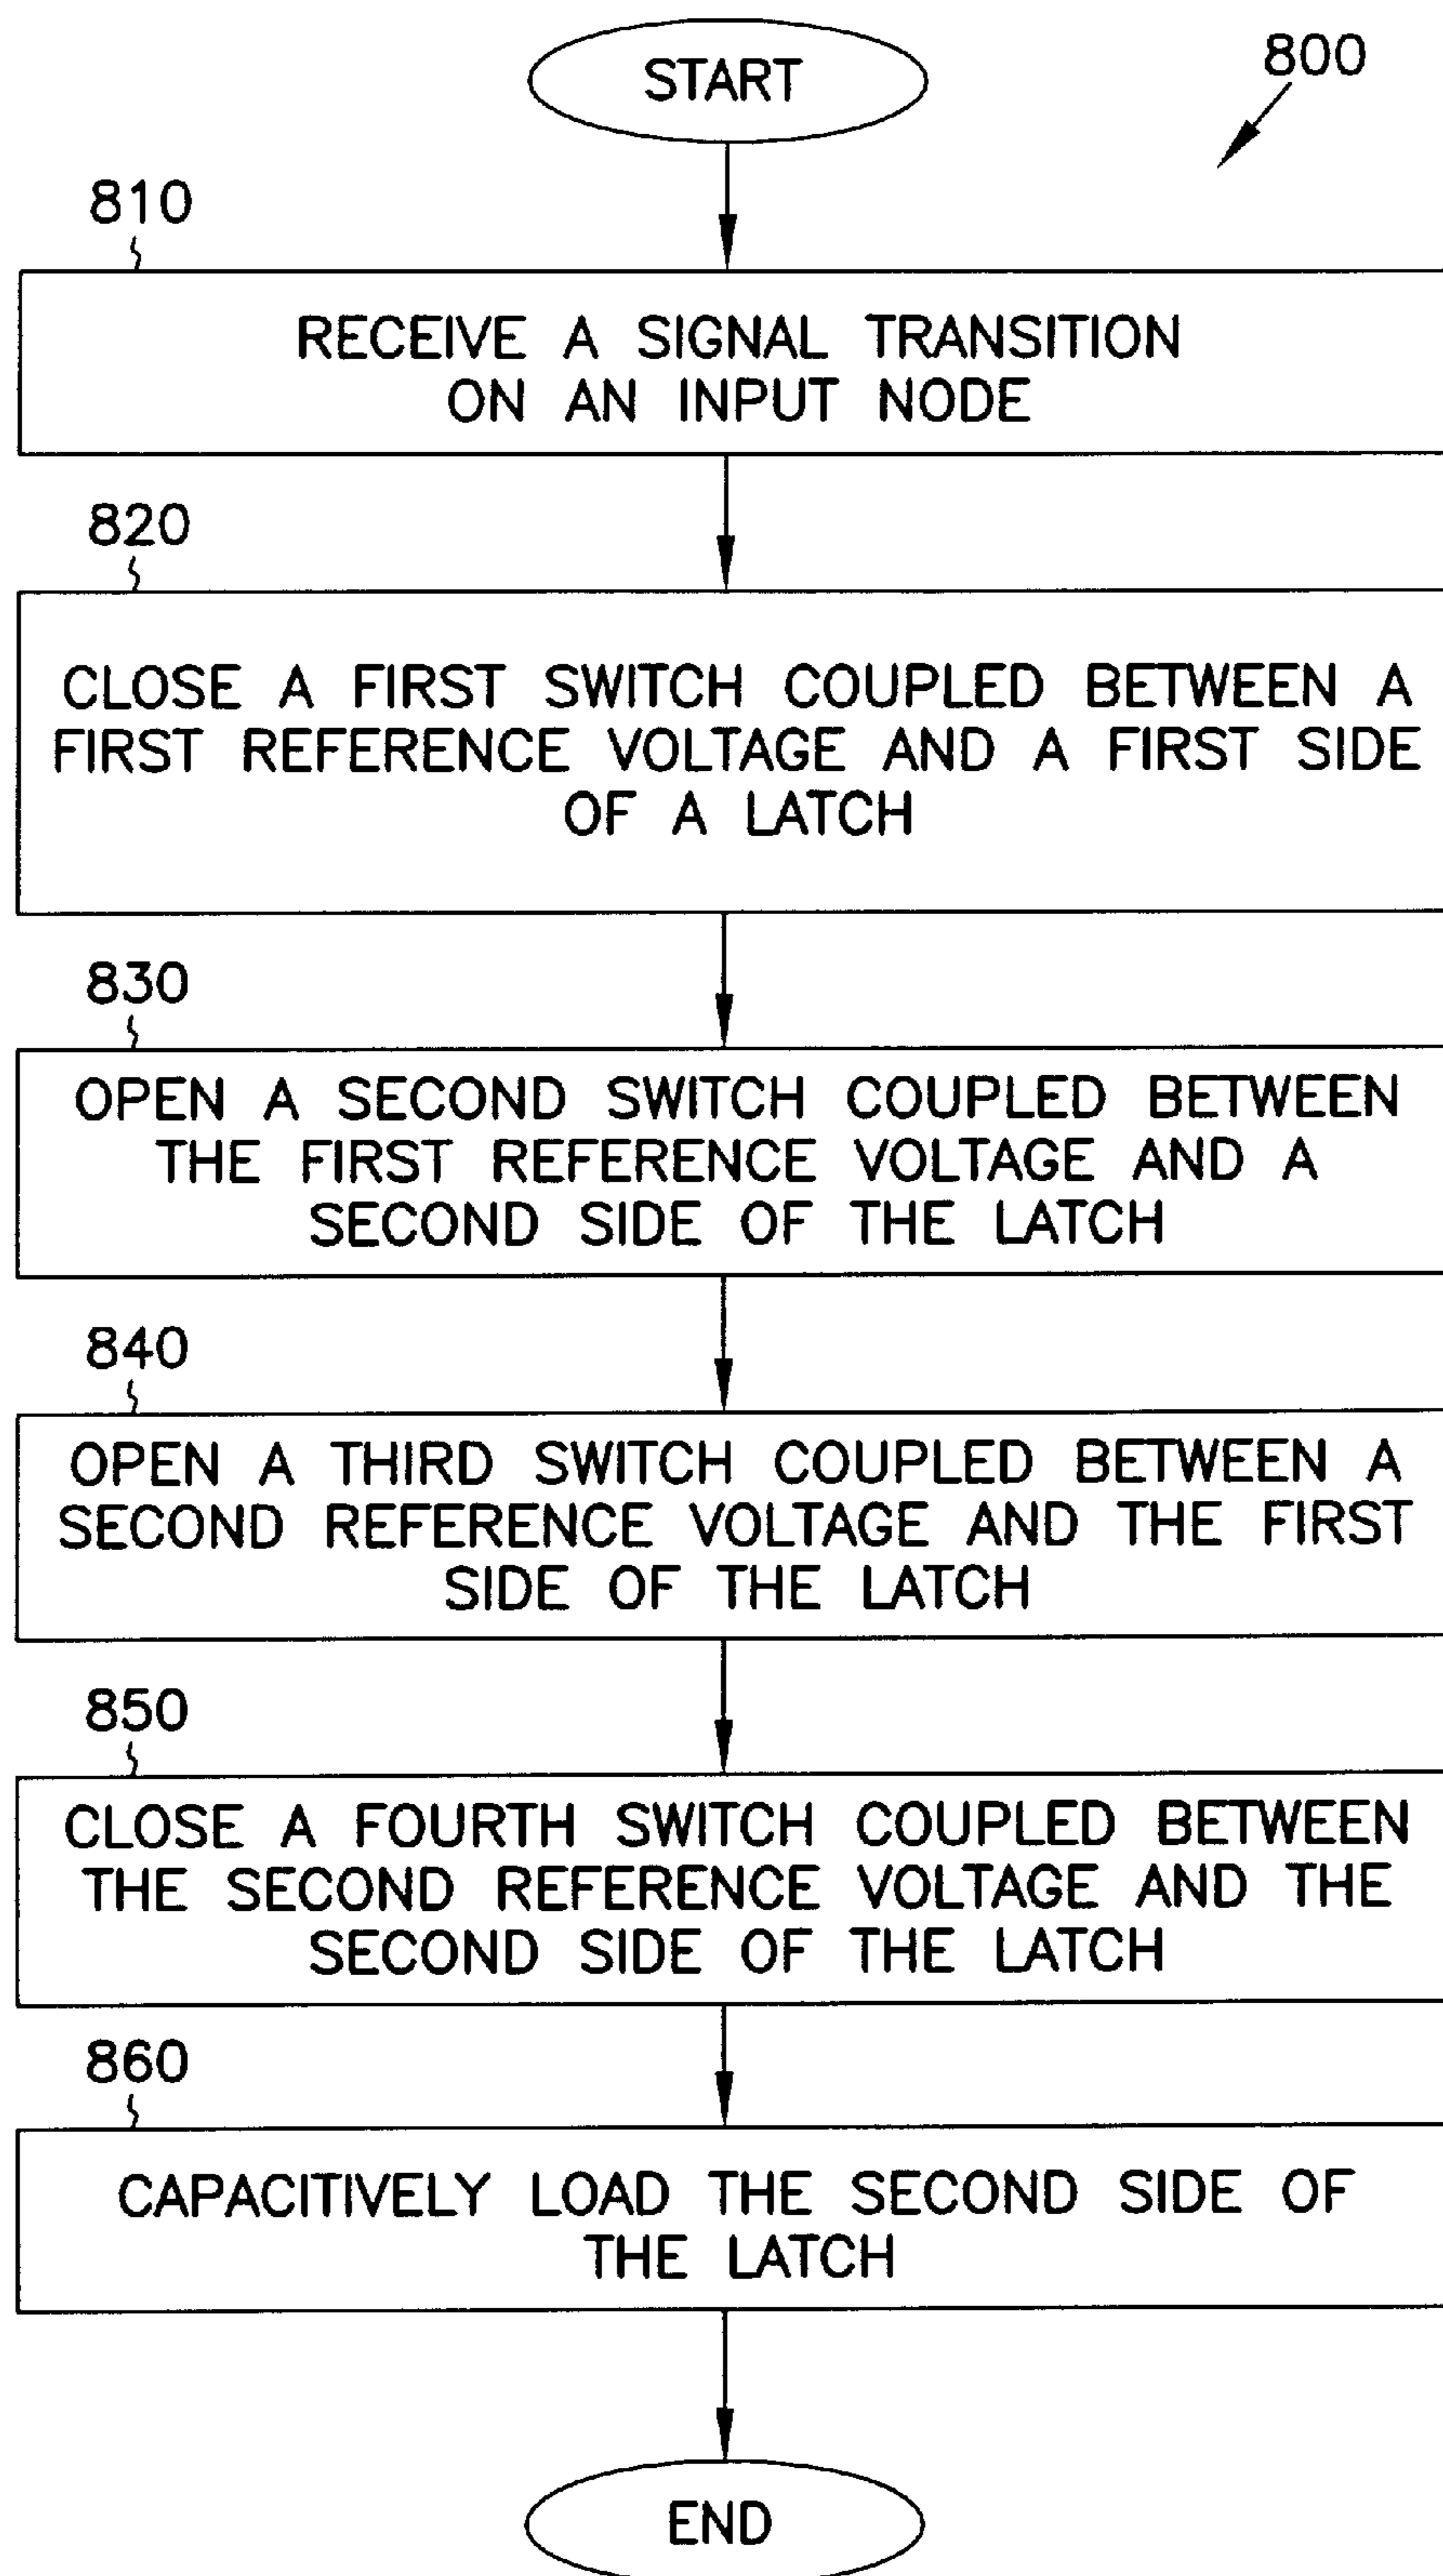 START
800
810
RECEIVE A SIGNAL TRANSITION
ON AN INPUT NODE
820
CLOSE A FIRST SWITCH COUPLED BETWEEN A
FIRST REFERENCE VOLTAGE AND A FIRST SIDE
OF A LATCH
830
OPEN A SECOND SWITCH COUPLED BETWEEN
THE FIRST REFERENCE VOLTAGE AND A
SECOND SIDE OF THE LATCH
840
OPEN A THIRD SWITCH COUPLED BETWEEN A
SECOND REFERENCE VOLTAGE AND THE FIRST
SIDE OF THE LATCH
850
CLOSE A FOURTH SWITCH COUPLED BETWEEN
THE SECOND REFERENCE VOLTAGE AND THE
SECOND SIDE OF THE LATCH
860
CAPACITIVELY LOAD THE SECOND SIDE OF
THE LATCH
END